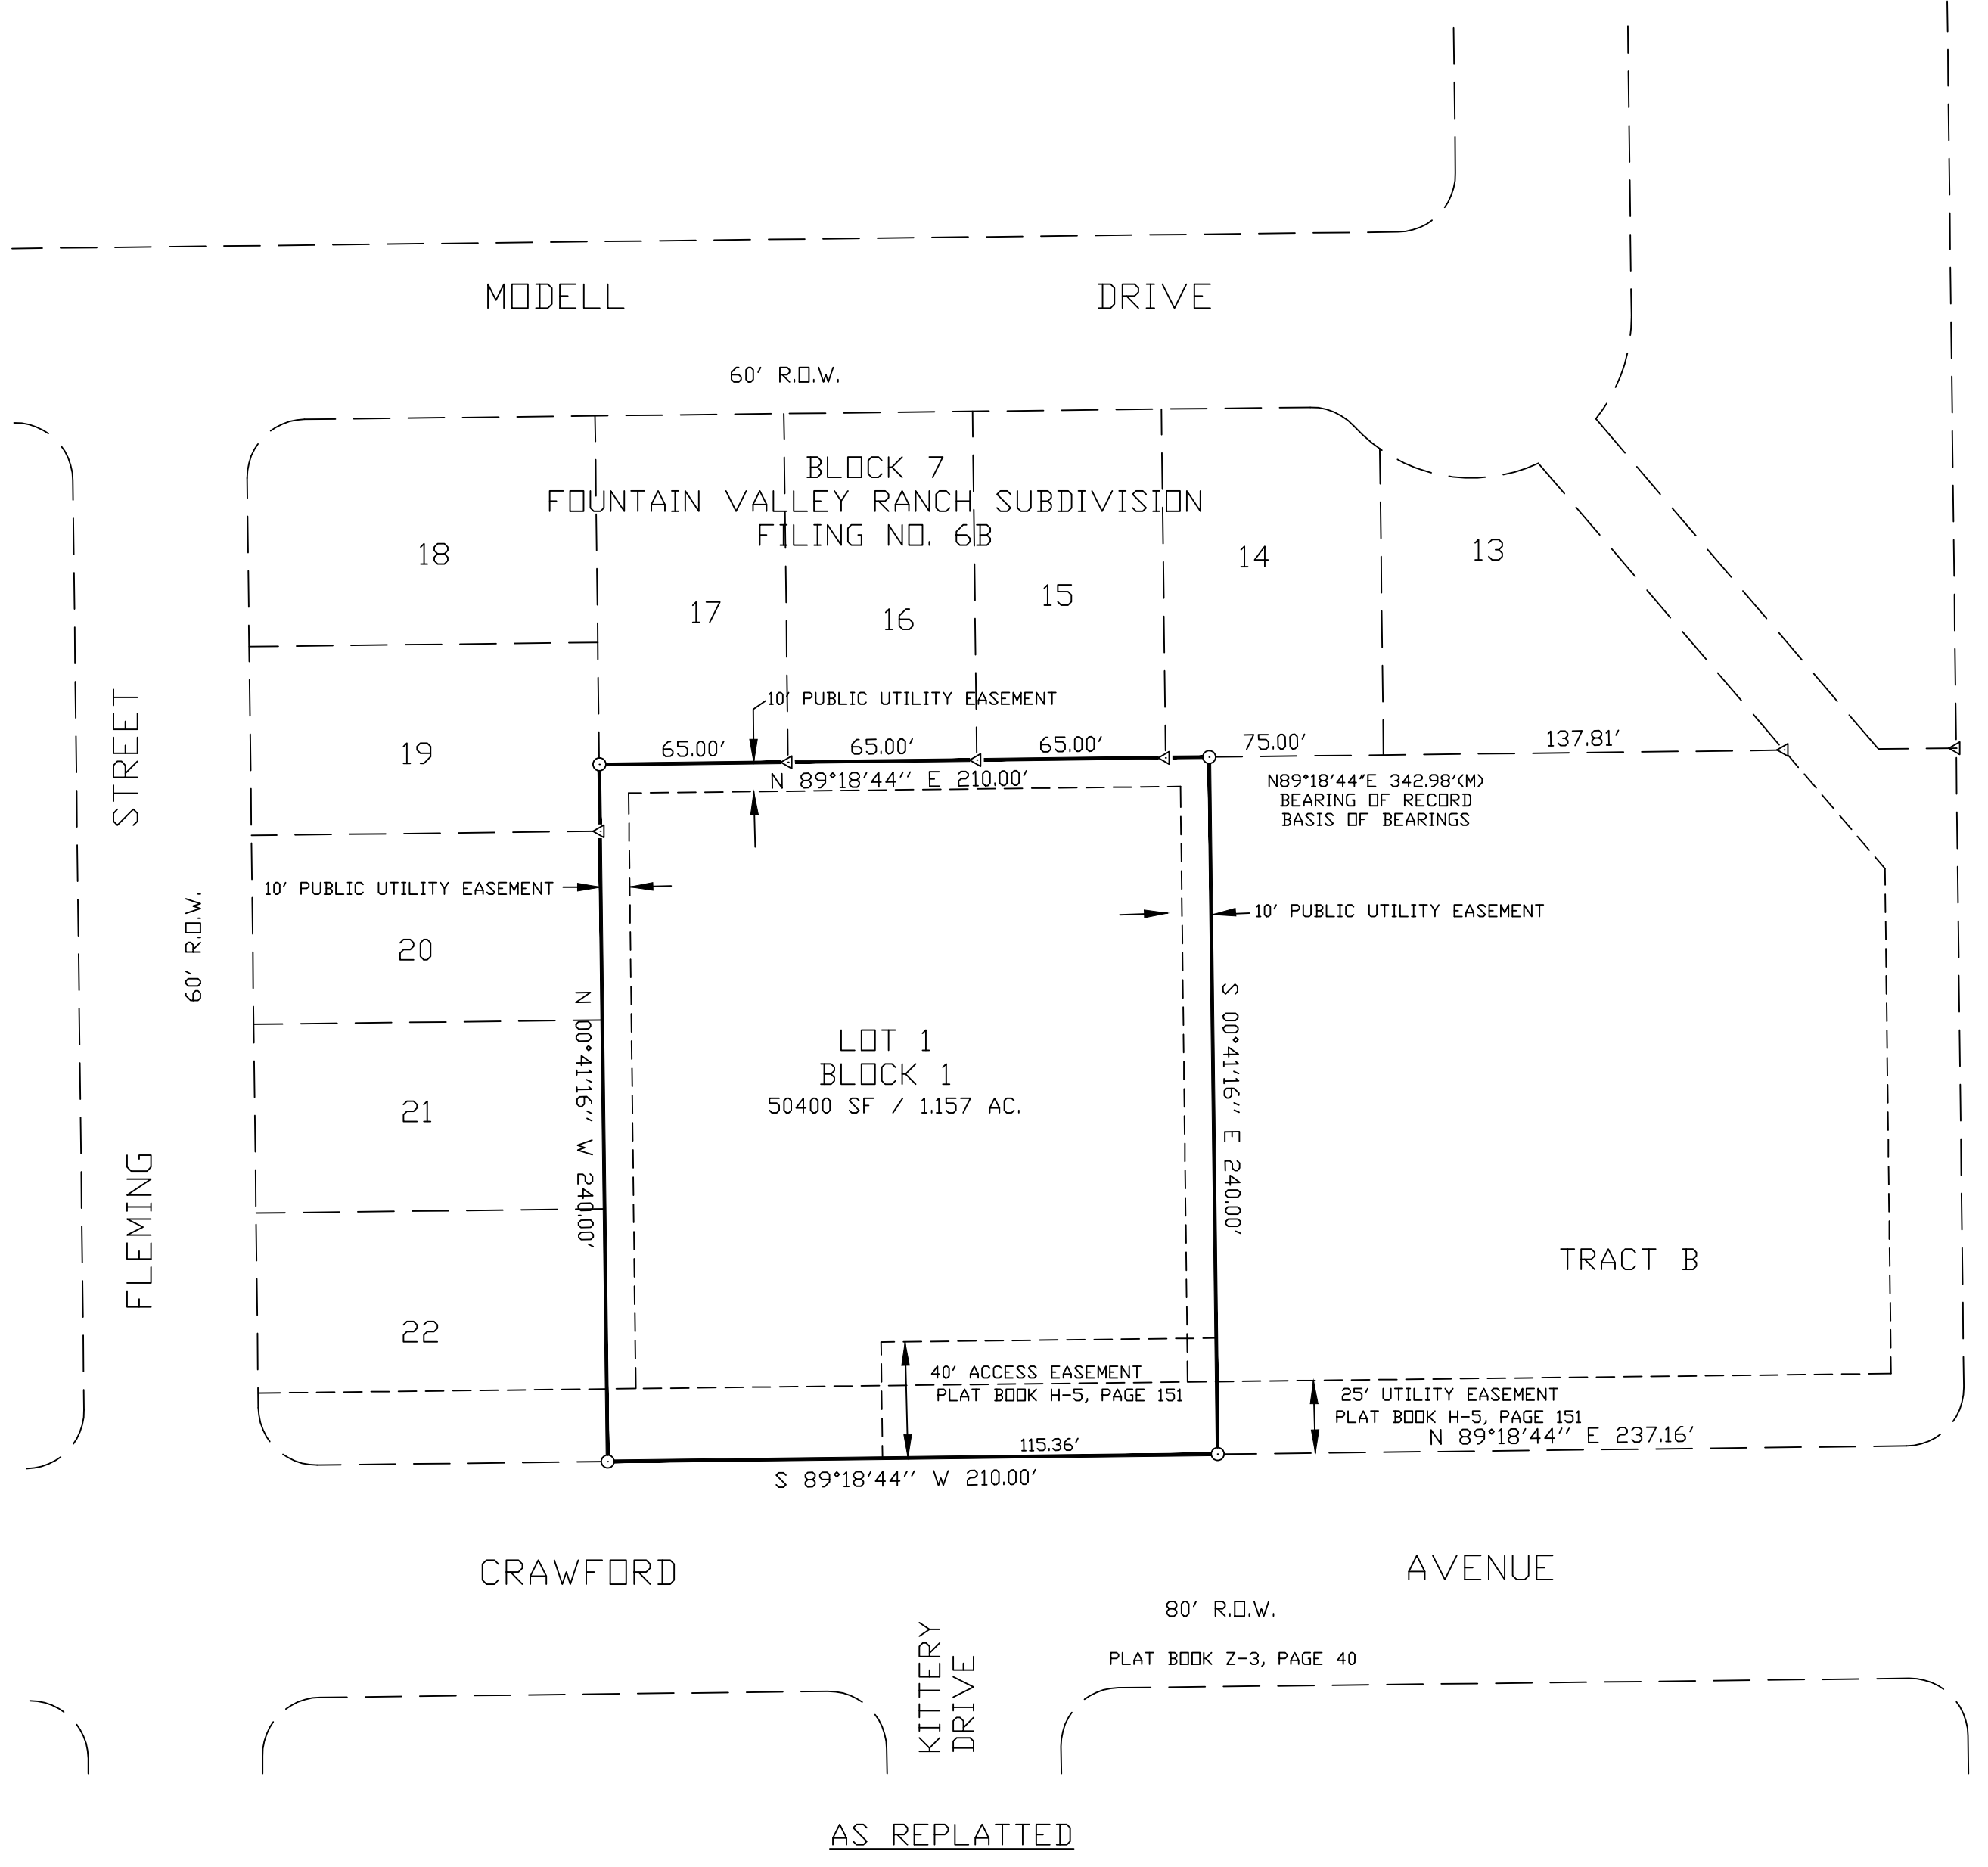 MODELL DRIVE
60' R.O.W.
BLOCK 7
FOUNTAIN VALLEY RANCH SUBDIVISION
FILING NO. 6B
18
17
16
15
14
13
19
20
21
22
STREET
FLEMING
60' R.O.W.
10' PUBLIC UTILITY EASEMENT
65.00'
65.00'
65.00'
75.00'
137.81'
N 89°18'44'' E 210.00'
N89°18'44"E 342.98'(M)
BEARING OF RECORD
BASIS OF BEARINGS
10' PUBLIC UTILITY EASEMENT
10' PUBLIC UTILITY EASEMENT
N 00°41'16'' W 240.00'
S 00°41'16'' E 240.00'
LOT 1
BLOCK 1
50400 SF / 1.157 AC.
TRACT B
40' ACCESS EASEMENT
PLAT BOOK H-5, PAGE 151
25' UTILITY EASEMENT
PLAT BOOK H-5, PAGE 151
N 89°18'44'' E 237.16'
115.36'
S 89°18'44'' W 210.00'
CRAWFORD AVENUE
80' R.O.W.
PLAT BOOK Z-3, PAGE 40
KITTERY
DRIVE
AS REPLATTED